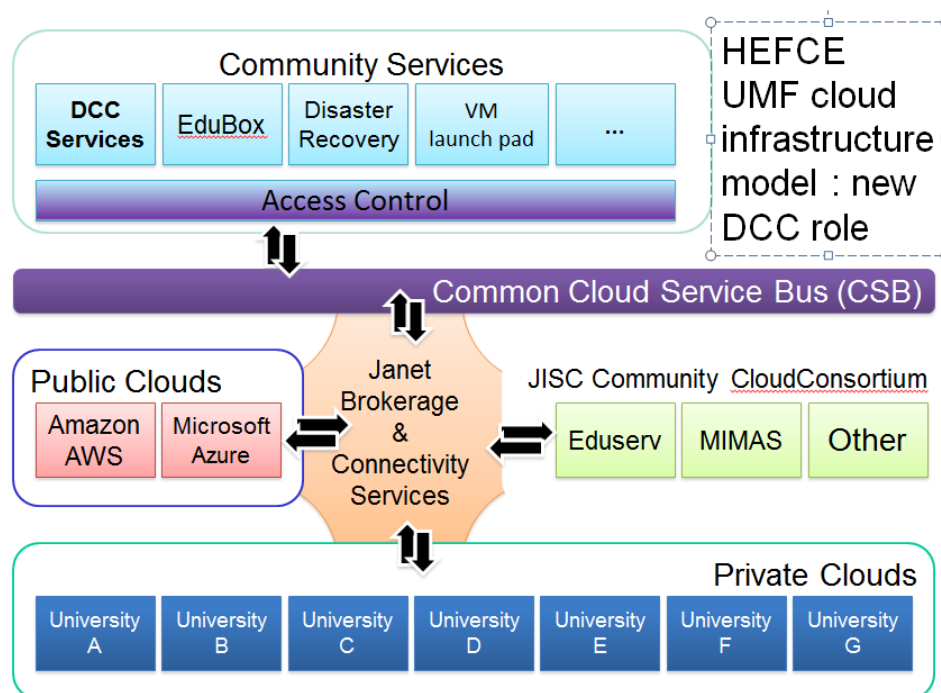 HEFCE
UMF cloud
infrastructure
model : new
DCC role
Community Services
DCC
Services
EduBox
Disaster
Recovery
VM
launch pad
...
Access Control
Common Cloud Service Bus (CSB)
Public Clouds
Amazon
AWS
Microsoft
Azure
Janet
Brokerage
&
Connectivity
Services
JISC Community CloudConsortium
Eduserv
MIMAS
Other
Private Clouds
University
A
University
B
University
C
University
D
University
E
University
F
University
G